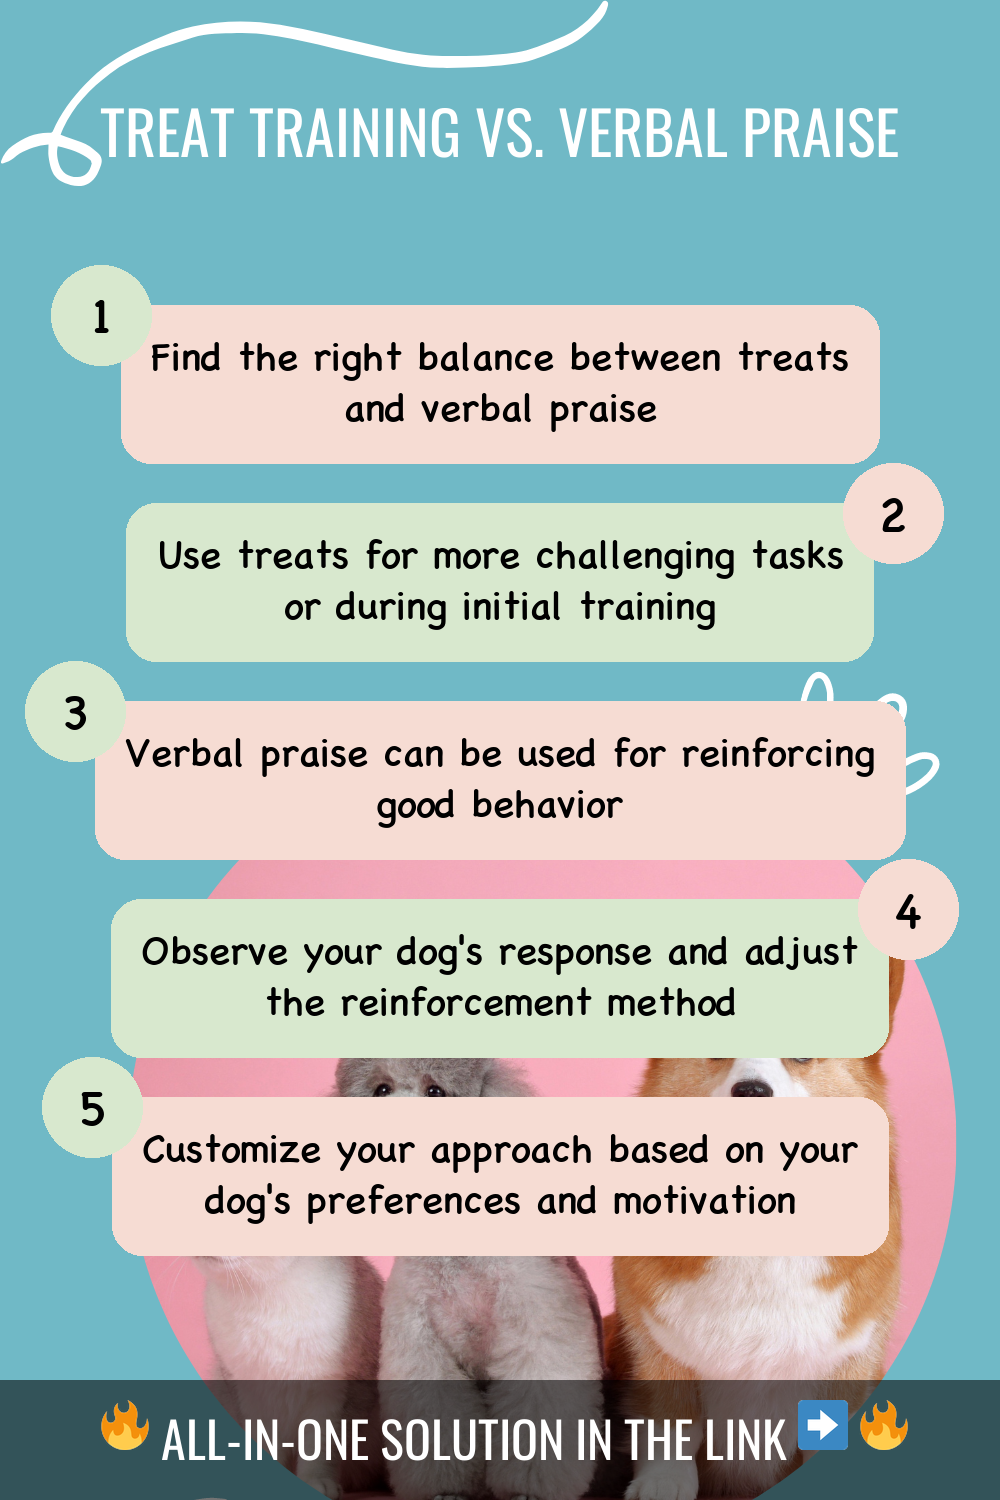 TREAT TRAINING VS. VERBAL PRAISE
1
Find the right balance between treats
and verbal praise
2
Use treats for more challenging tasks
or during initial training
3
Verbal praise can be used for reinforcing
good behavior
4
Observe your dog's response and adjust
the reinforcement method
5
Customize your approach based on your
dog's preferences and motivation
🔥 ALL-IN-ONE SOLUTION IN THE LINK ➡️ 🔥